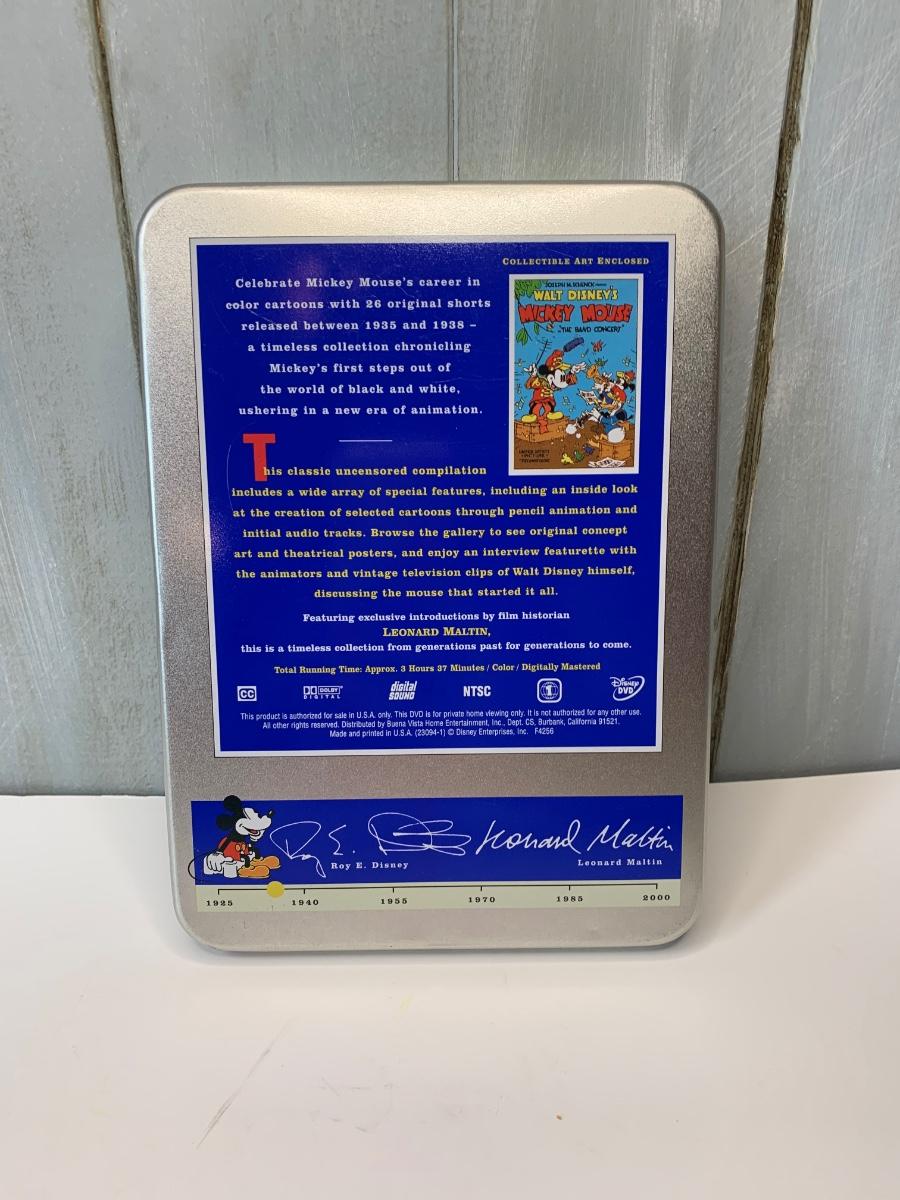 COLLECTIBLE ART ENCLOSED
Celebrate Mickey Mouse's career in
color cartoons with 26 original shorts
released between 1935 and 1938 –
a timeless collection chronicling
Mickey's first steps out of
the world of black and white,
ushering in a new era of animation.
JOSEPH M. SCHENCK
WALT DISNEY'S
MICKEY MOUSE
"THE BAND CONCERT"
UNITED ARTISTS
PICTURE
This classic uncensored compilation
includes a wide array of special features, including an inside look
at the creation of selected cartoons through pencil animation and
initial audio tracks. Browse the gallery to see original concept
art and theatrical posters, and enjoy an interview featurette with
the animators and vintage television clips of Walt Disney himself,
discussing the mouse that started it all.
Featuring exclusive introductions by film historian
LEONARD MALTIN,
this is a timeless collection from generations past for generations to come.
Total Running Time: Approx. 3 Hours 37 Minutes / Color / Digitally Mastered
CC DOLBY DIGITAL digital SOUND NTSC 1 DISNEY DVD
This product is authorized for sale in U.S.A. only. This DVD is for private home viewing only. It is not authorized for any other use.
All other rights reserved. Distributed by Buena Vista Home Entertainment, Inc., Dept. CS, Burbank, California 91521.
Made and printed in U.S.A. (23094-1) © Disney Enterprises, Inc. F4256
Roy E. Disney Leonard Maltin
Roy E. Disney Leonard Maltin
1925 1940 1955 1970 1985 2000